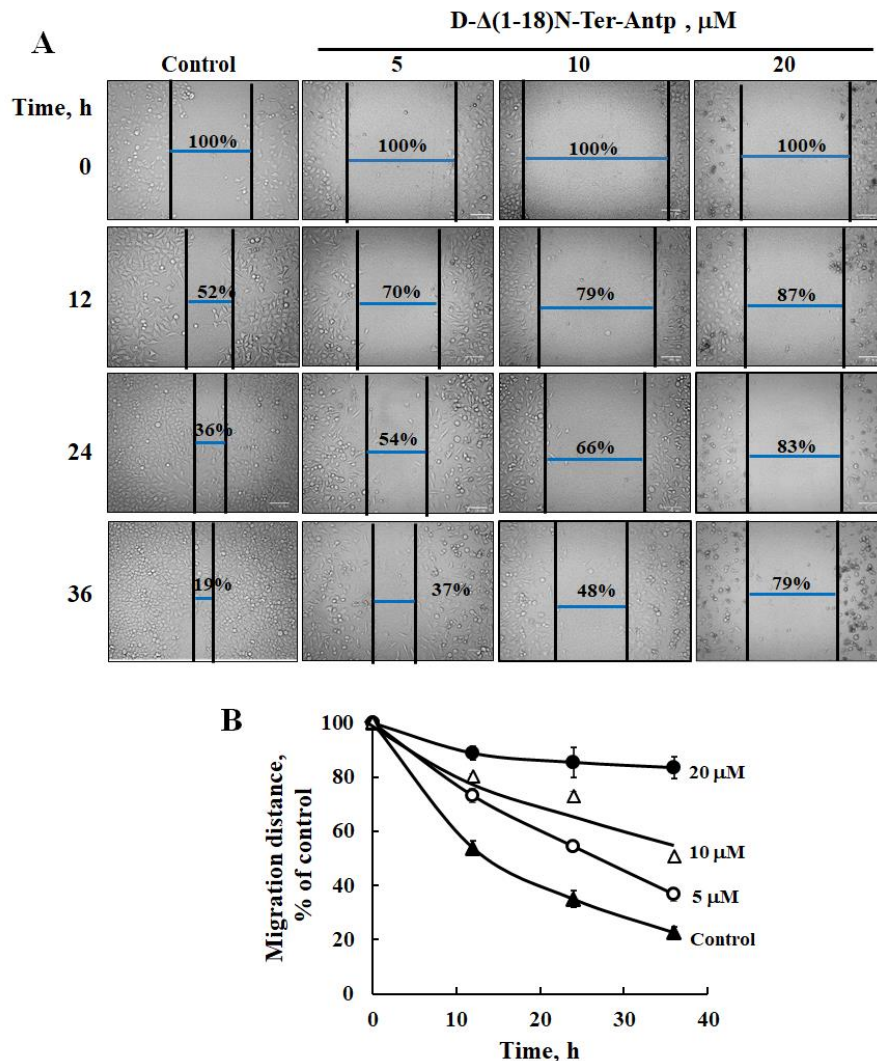 A
D-Δ(1-18)N-Ter-Antp , μM
Control 5 10 20
Time, h
0
100% 100% 100% 100%
12
52% 70% 79% 87%
24
36% 54% 66% 83%
36
19% 37% 48% 79%
B
Migration distance,
% of control
100
80
60
40
20
0
20 μM
10 μM
5 μM
Control
0 10 20 30 40
Time, h